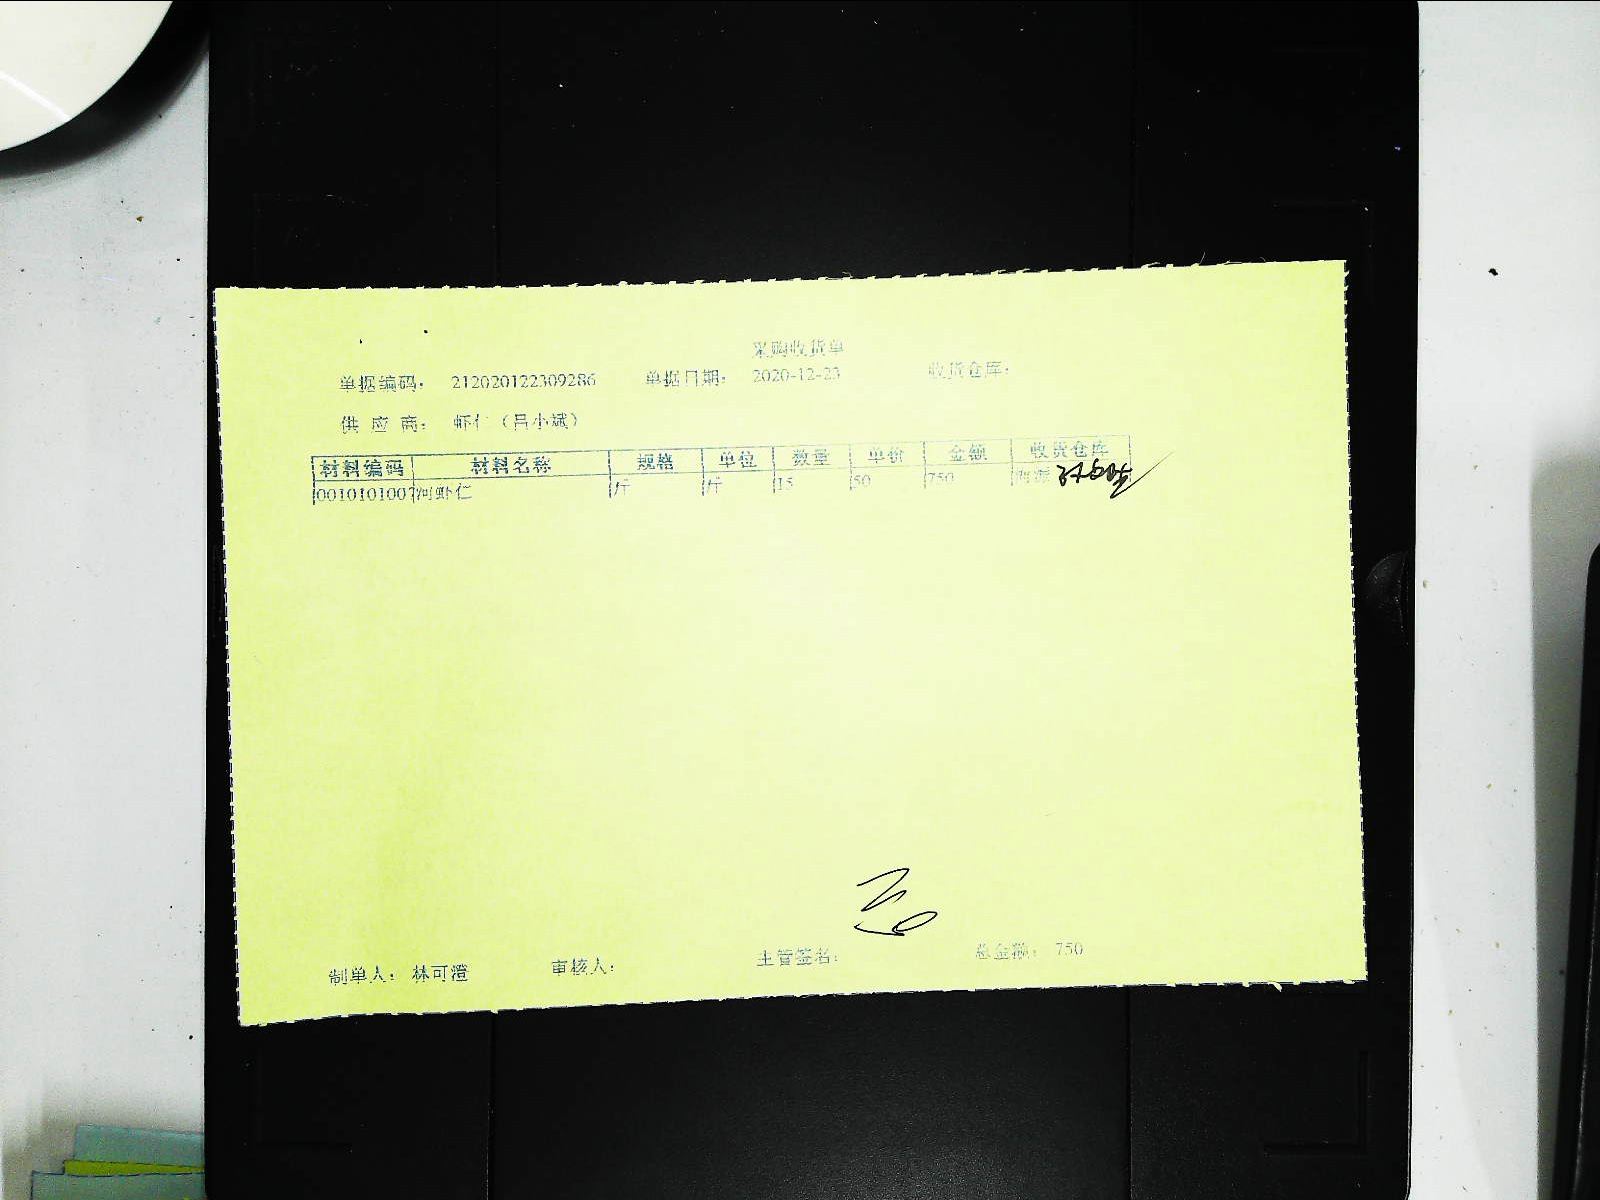 采购收货单
单据编码： 212020122309286 单据日期： 2020-12-23 收货仓库：
供 应 商： 虾仁（吕小斌）
材料编码 材料名称 规格 单位 数量 单价 金额 收货仓库
0010101007 河虾仁 斤 斤 15 50 750
制单人： 林可澄 审核人： 主管签名： 总金额： 750